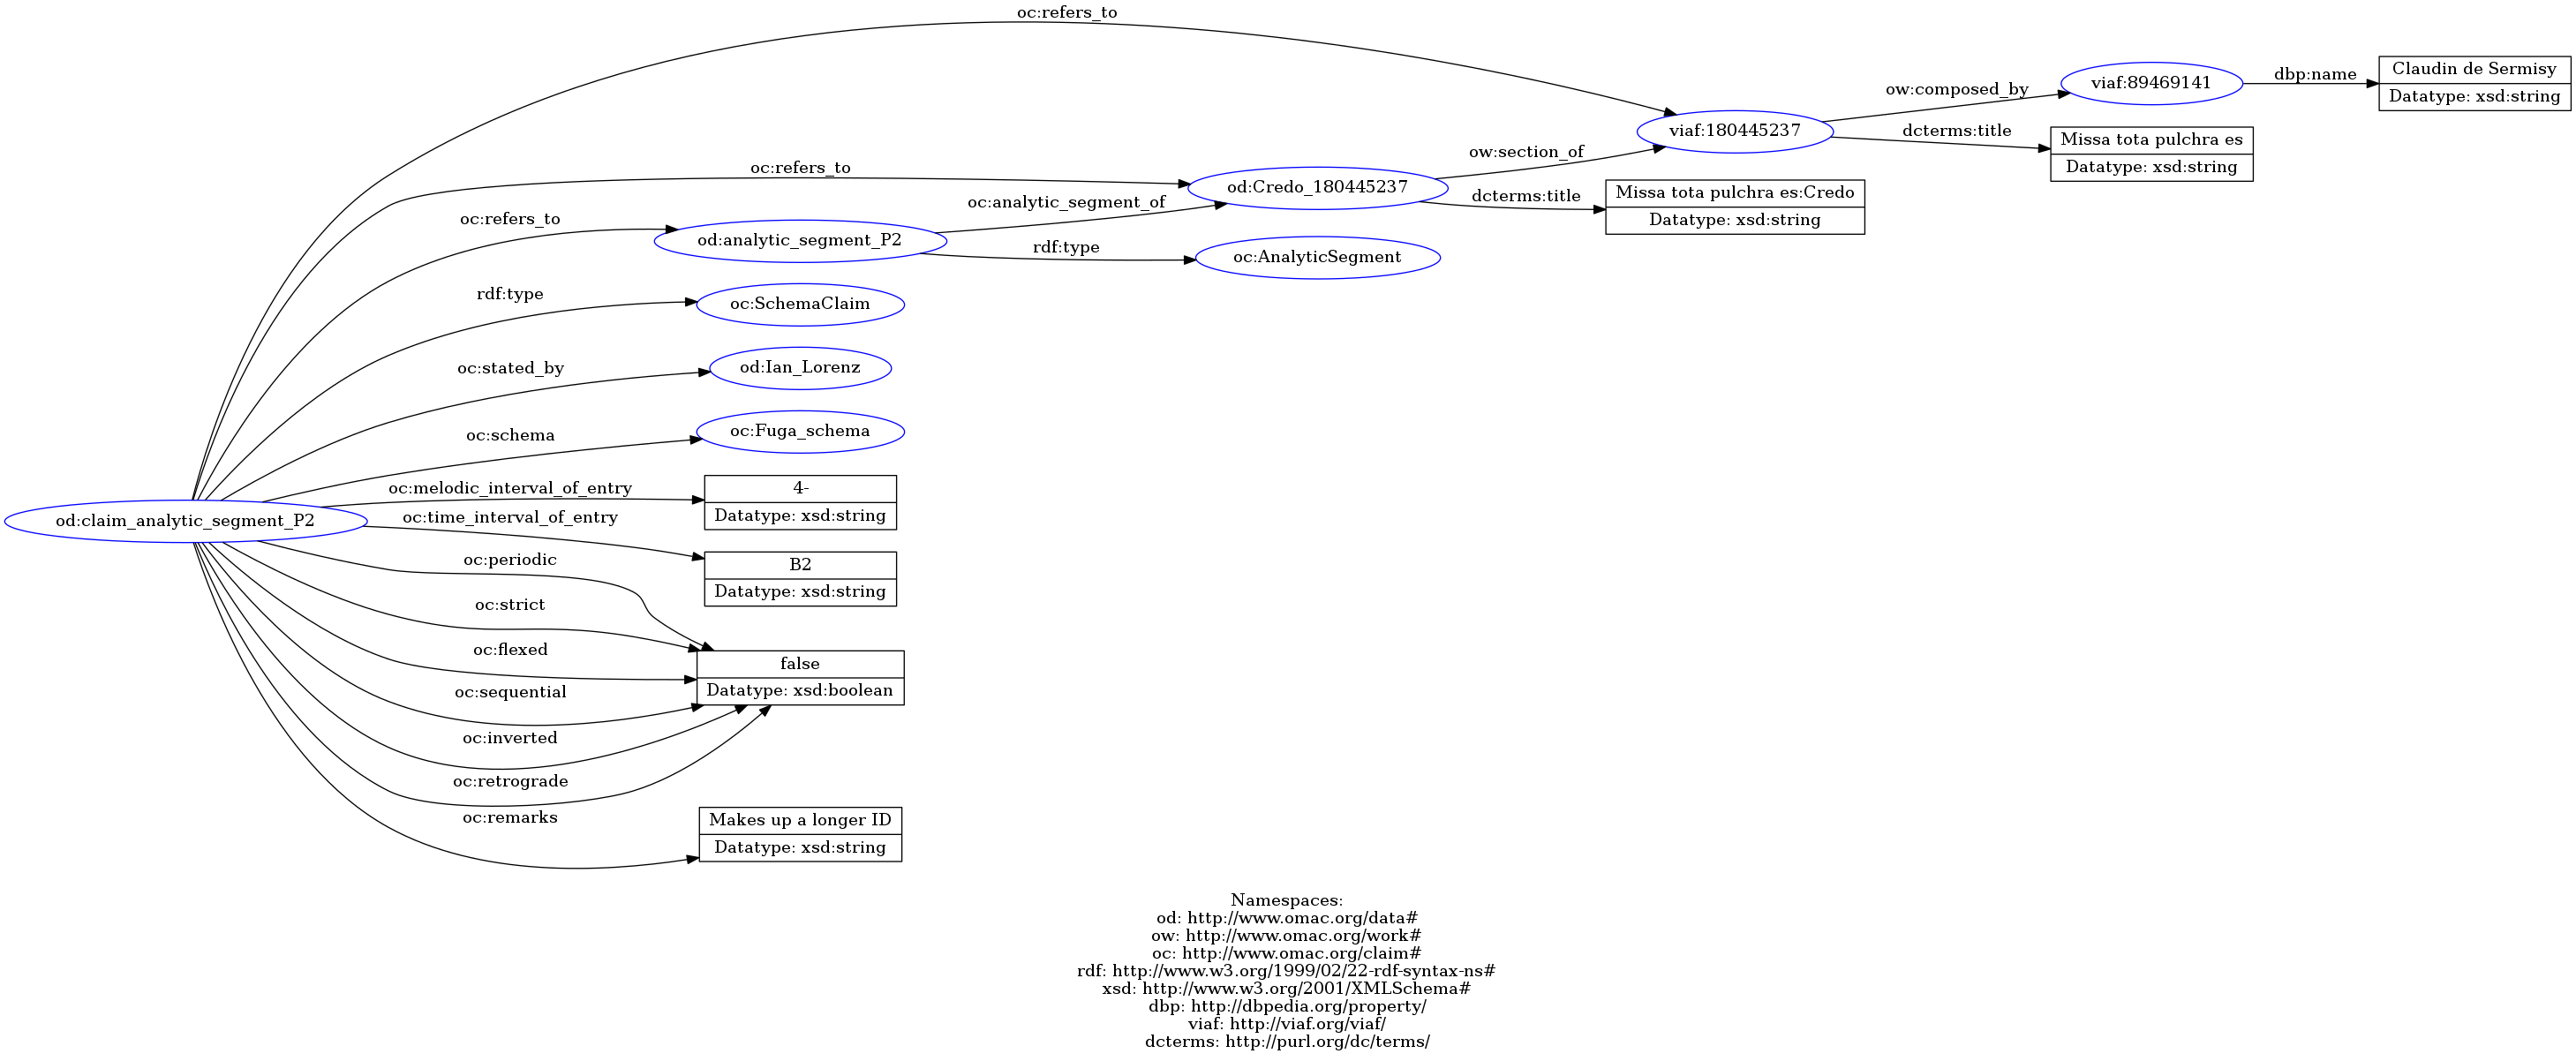 oc:refers_to
Claudin de Sermisy
Datatype: xsd:string
dbp:name
viaf:89469141
ow:composed_by
viaf:180445237
dcterms:title
Missa tota pulchra es
Datatype: xsd:string
ow:section_of
oc:refers_to
od:Credo_180445237
dcterms:title
Missa tota pulchra es:Credo
Datatype: xsd:string
oc:analytic_segment_of
oc:refers_to
od:analytic_segment_P2
rdf:type
oc:AnalyticSegment
rdf:type
oc:SchemaClaim
oc:stated_by
od:Ian_Lorenz
oc:schema
oc:Fuga_schema
oc:melodic_interval_of_entry
4-
Datatype: xsd:string
od:claim_analytic_segment_P2
oc:time_interval_of_entry
B2
Datatype: xsd:string
oc:periodic
oc:strict
oc:flexed
false
Datatype: xsd:boolean
oc:sequential
oc:inverted
oc:retrograde
oc:remarks
Makes up a longer ID
Datatype: xsd:string
Namespaces:
od: http://www.omac.org/data#
ow: http://www.omac.org/work#
oc: http://www.omac.org/claim#
rdf: http://www.w3.org/1999/02/22-rdf-syntax-ns#
xsd: http://www.w3.org/2001/XMLSchema#
dbp: http://dbpedia.org/property/
viaf: http://viaf.org/viaf/
dcterms: http://purl.org/dc/terms/